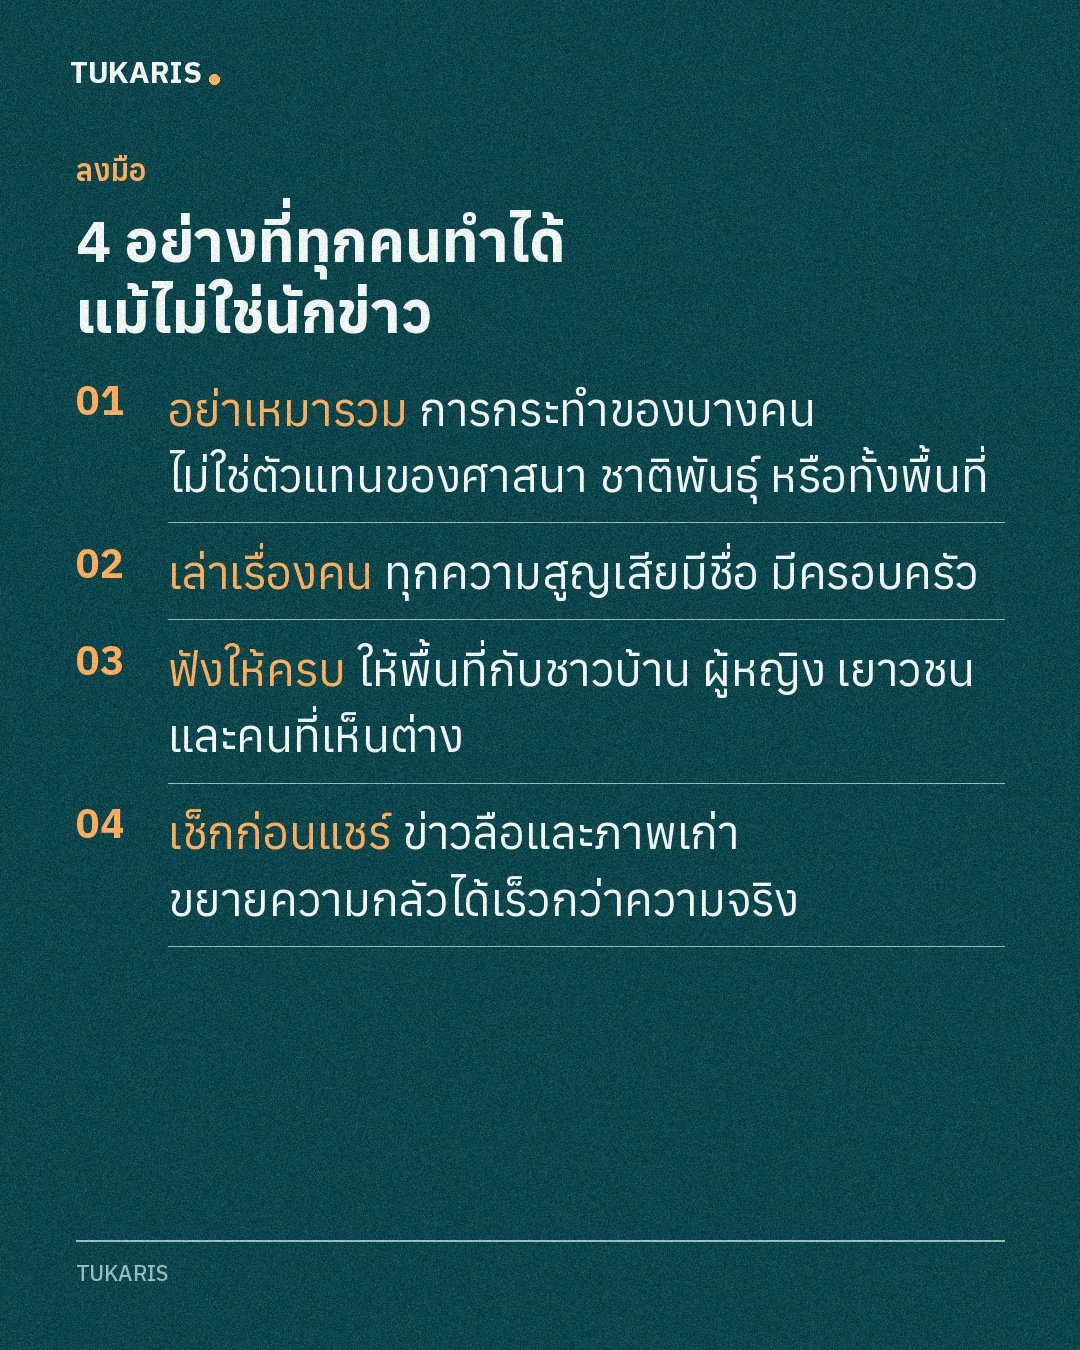 TUKARIS
ลงมือ
4 อย่างที่ทุกคนทำได้
แม้ไม่ใช่นักข่าว
01 อย่าเหมารวม การกระทำของบางคน
ไม่ใช่ตัวแทนของศาสนา ชาติพันธุ์ หรือทั้งพื้นที่
02 เล่าเรื่องคน ทุกความสูญเสียมีชื่อ มีครอบครัว
03 ฟังให้ครบ ให้พื้นที่กับชาวบ้าน ผู้หญิง เยาวชน
และคนที่เห็นต่าง
04 เช็กก่อนแชร์ ข่าวลือและภาพเก่า
ขยายความกลัวได้เร็วกว่าความจริง
TUKARIS